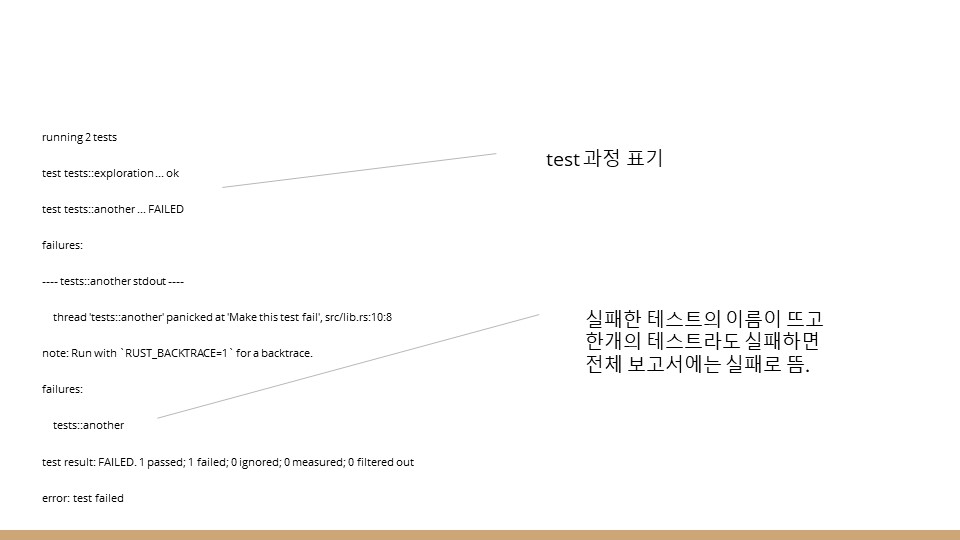 running 2 tests
test tests::exploration ... ok
test tests::another ... FAILED
failures:
---- tests::another stdout ----
thread 'tests::another' panicked at 'Make this test fail', src/lib.rs:10:8
note: Run with `RUST_BACKTRACE=1` for a backtrace.
failures:
tests::another
test result: FAILED. 1 passed; 1 failed; 0 ignored; 0 measured; 0 filtered out
error: test failed
test 과정 표기
실패한 테스트의 이름이 뜨고
한개의 테스트라도 실패하면
전체 보고서에는 실패로 뜸.